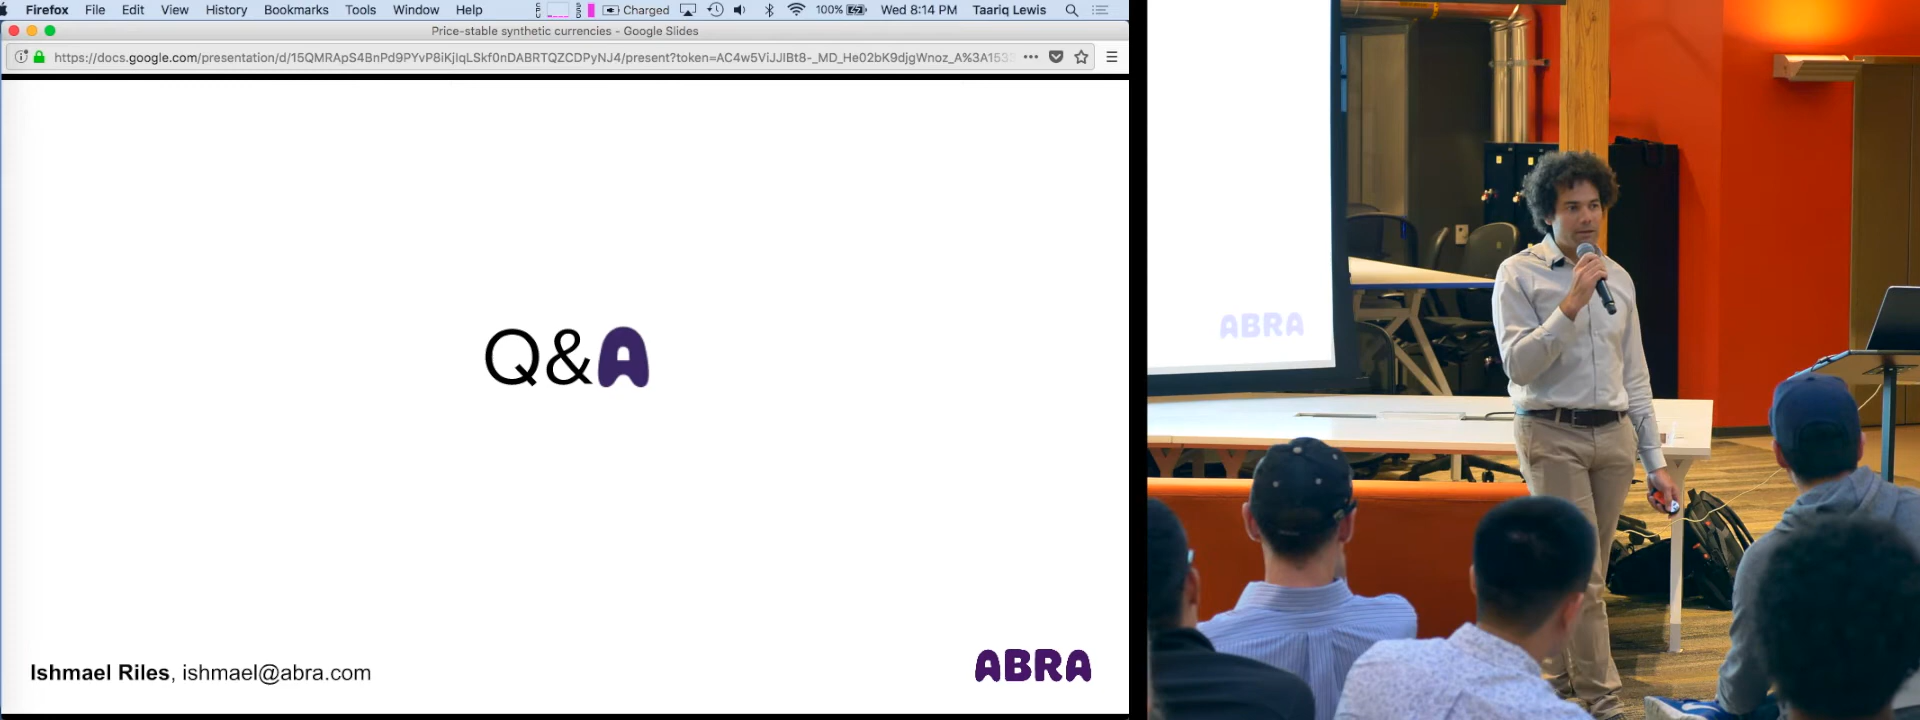 Firefox File Edit View History Bookmarks Tools Window Help Charged 100% Wed 8:14 PM Taariq Lewis
Price-stable synthetic currencies - Google Slides
https://docs.google.com/presentation/d/15QMRApS4BnPd9PYvP8iKjlqLSkf0nDABRTQZCDPyNJ4/present?token=AC4w5ViJJIBt8-_MD_He02bK9djgWnoz_A%3A153
Q&A
Ishmael Riles, ishmael@abra.com
ABRA
ABRA